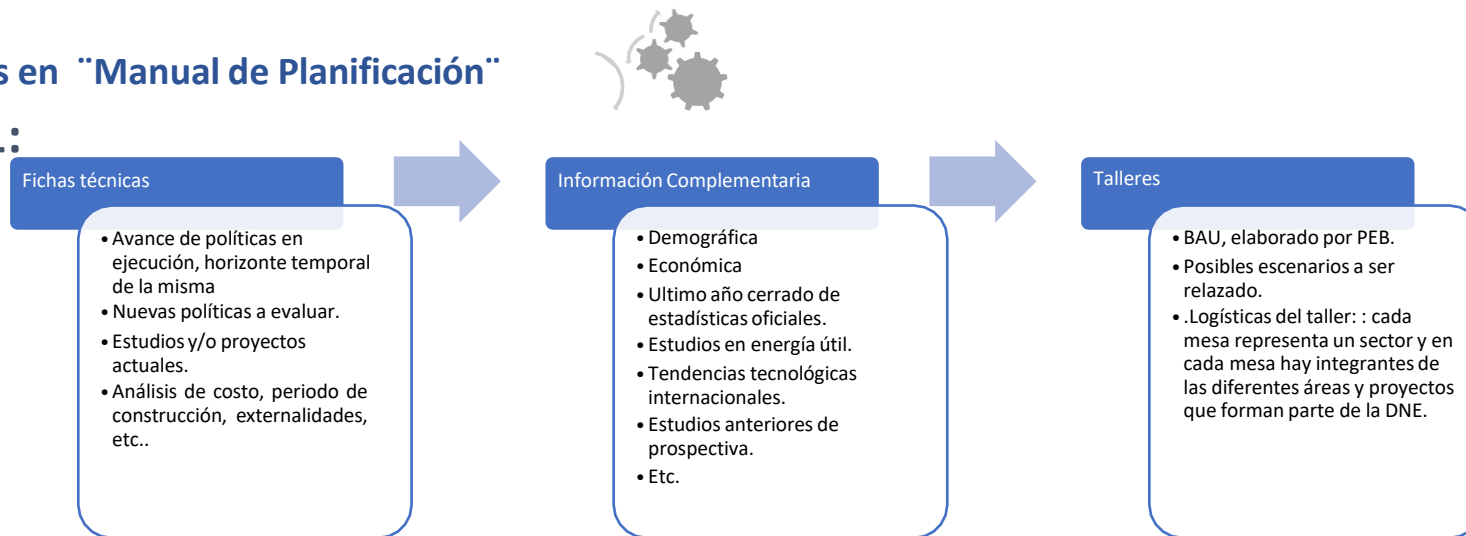 s en ¨Manual de Planificación¨
.:
Fichas técnicas
• Avance de políticas en
ejecución, horizonte temporal
de la misma
• Nuevas políticas a evaluar.
• Estudios y/o proyectos
actuales.
• Análisis de costo, periodo de
construcción, externalidades,
etc..
Información Complementaria
• Demográfica
• Económica
• Ultimo año cerrado de
estadísticas oficiales.
• Estudios en energía útil.
• Tendencias tecnológicas
internacionales.
• Estudios anteriores de
prospectiva.
• Etc.
Talleres
• BAU, elaborado por PEB.
• Posibles escenarios a ser
relazado.
• .Logísticas del taller: : cada
mesa representa un sector y en
cada mesa hay integrantes de
las diferentes áreas y proyectos
que forman parte de la DNE.